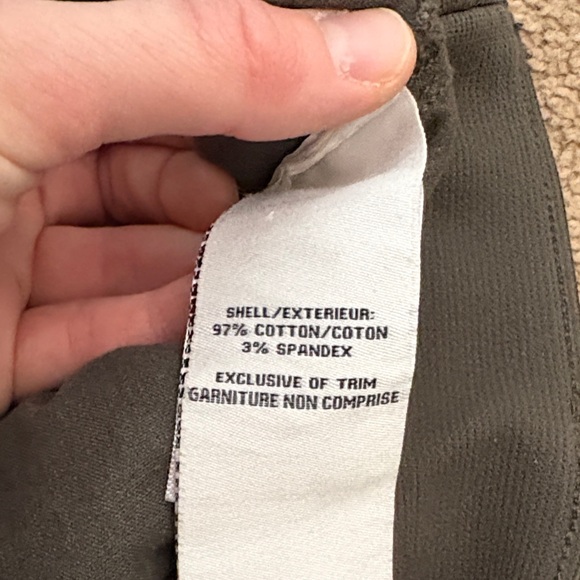 SHELL/EXTERIEUR:
97% COTTON/COTON
3% SPANDEX
EXCLUSIVE OF TRIM
GARNITURE NON COMPRISE